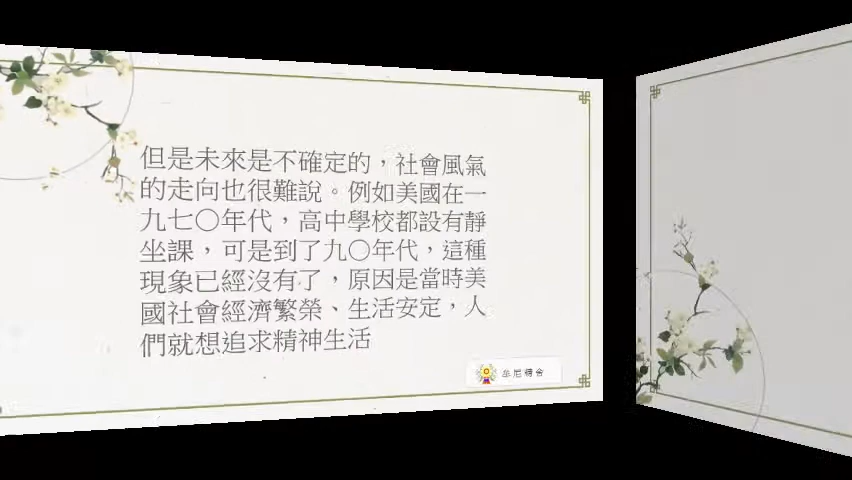 但是未來是不確定的，社會風氣
的走向也很難說。例如美國在一
九七〇年代，高中學校都設有靜
坐課，可是到了九〇年代，這種
現象已經沒有了，原因是當時美
國社會經濟繁榮、生活安定，人
們就想追求精神生活
牟尼精舍